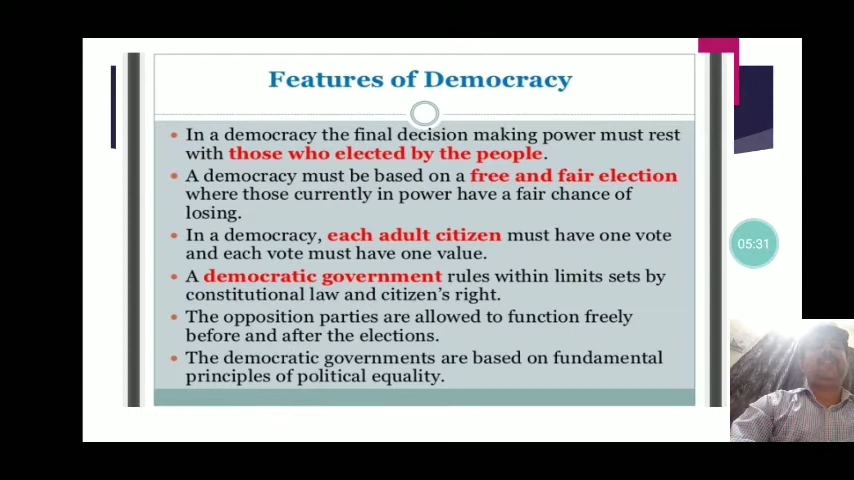 Features of Democracy
• In a democracy the final decision making power must rest
with those who elected by the people.
• A democracy must be based on a free and fair election
where those currently in power have a fair chance of
losing.
• In a democracy, each adult citizen must have one vote
and each vote must have one value.
• A democratic government rules within limits sets by
constitutional law and citizen's right.
• The opposition parties are allowed to function freely
before and after the elections.
• The democratic governments are based on fundamental
principles of political equality.
05:31